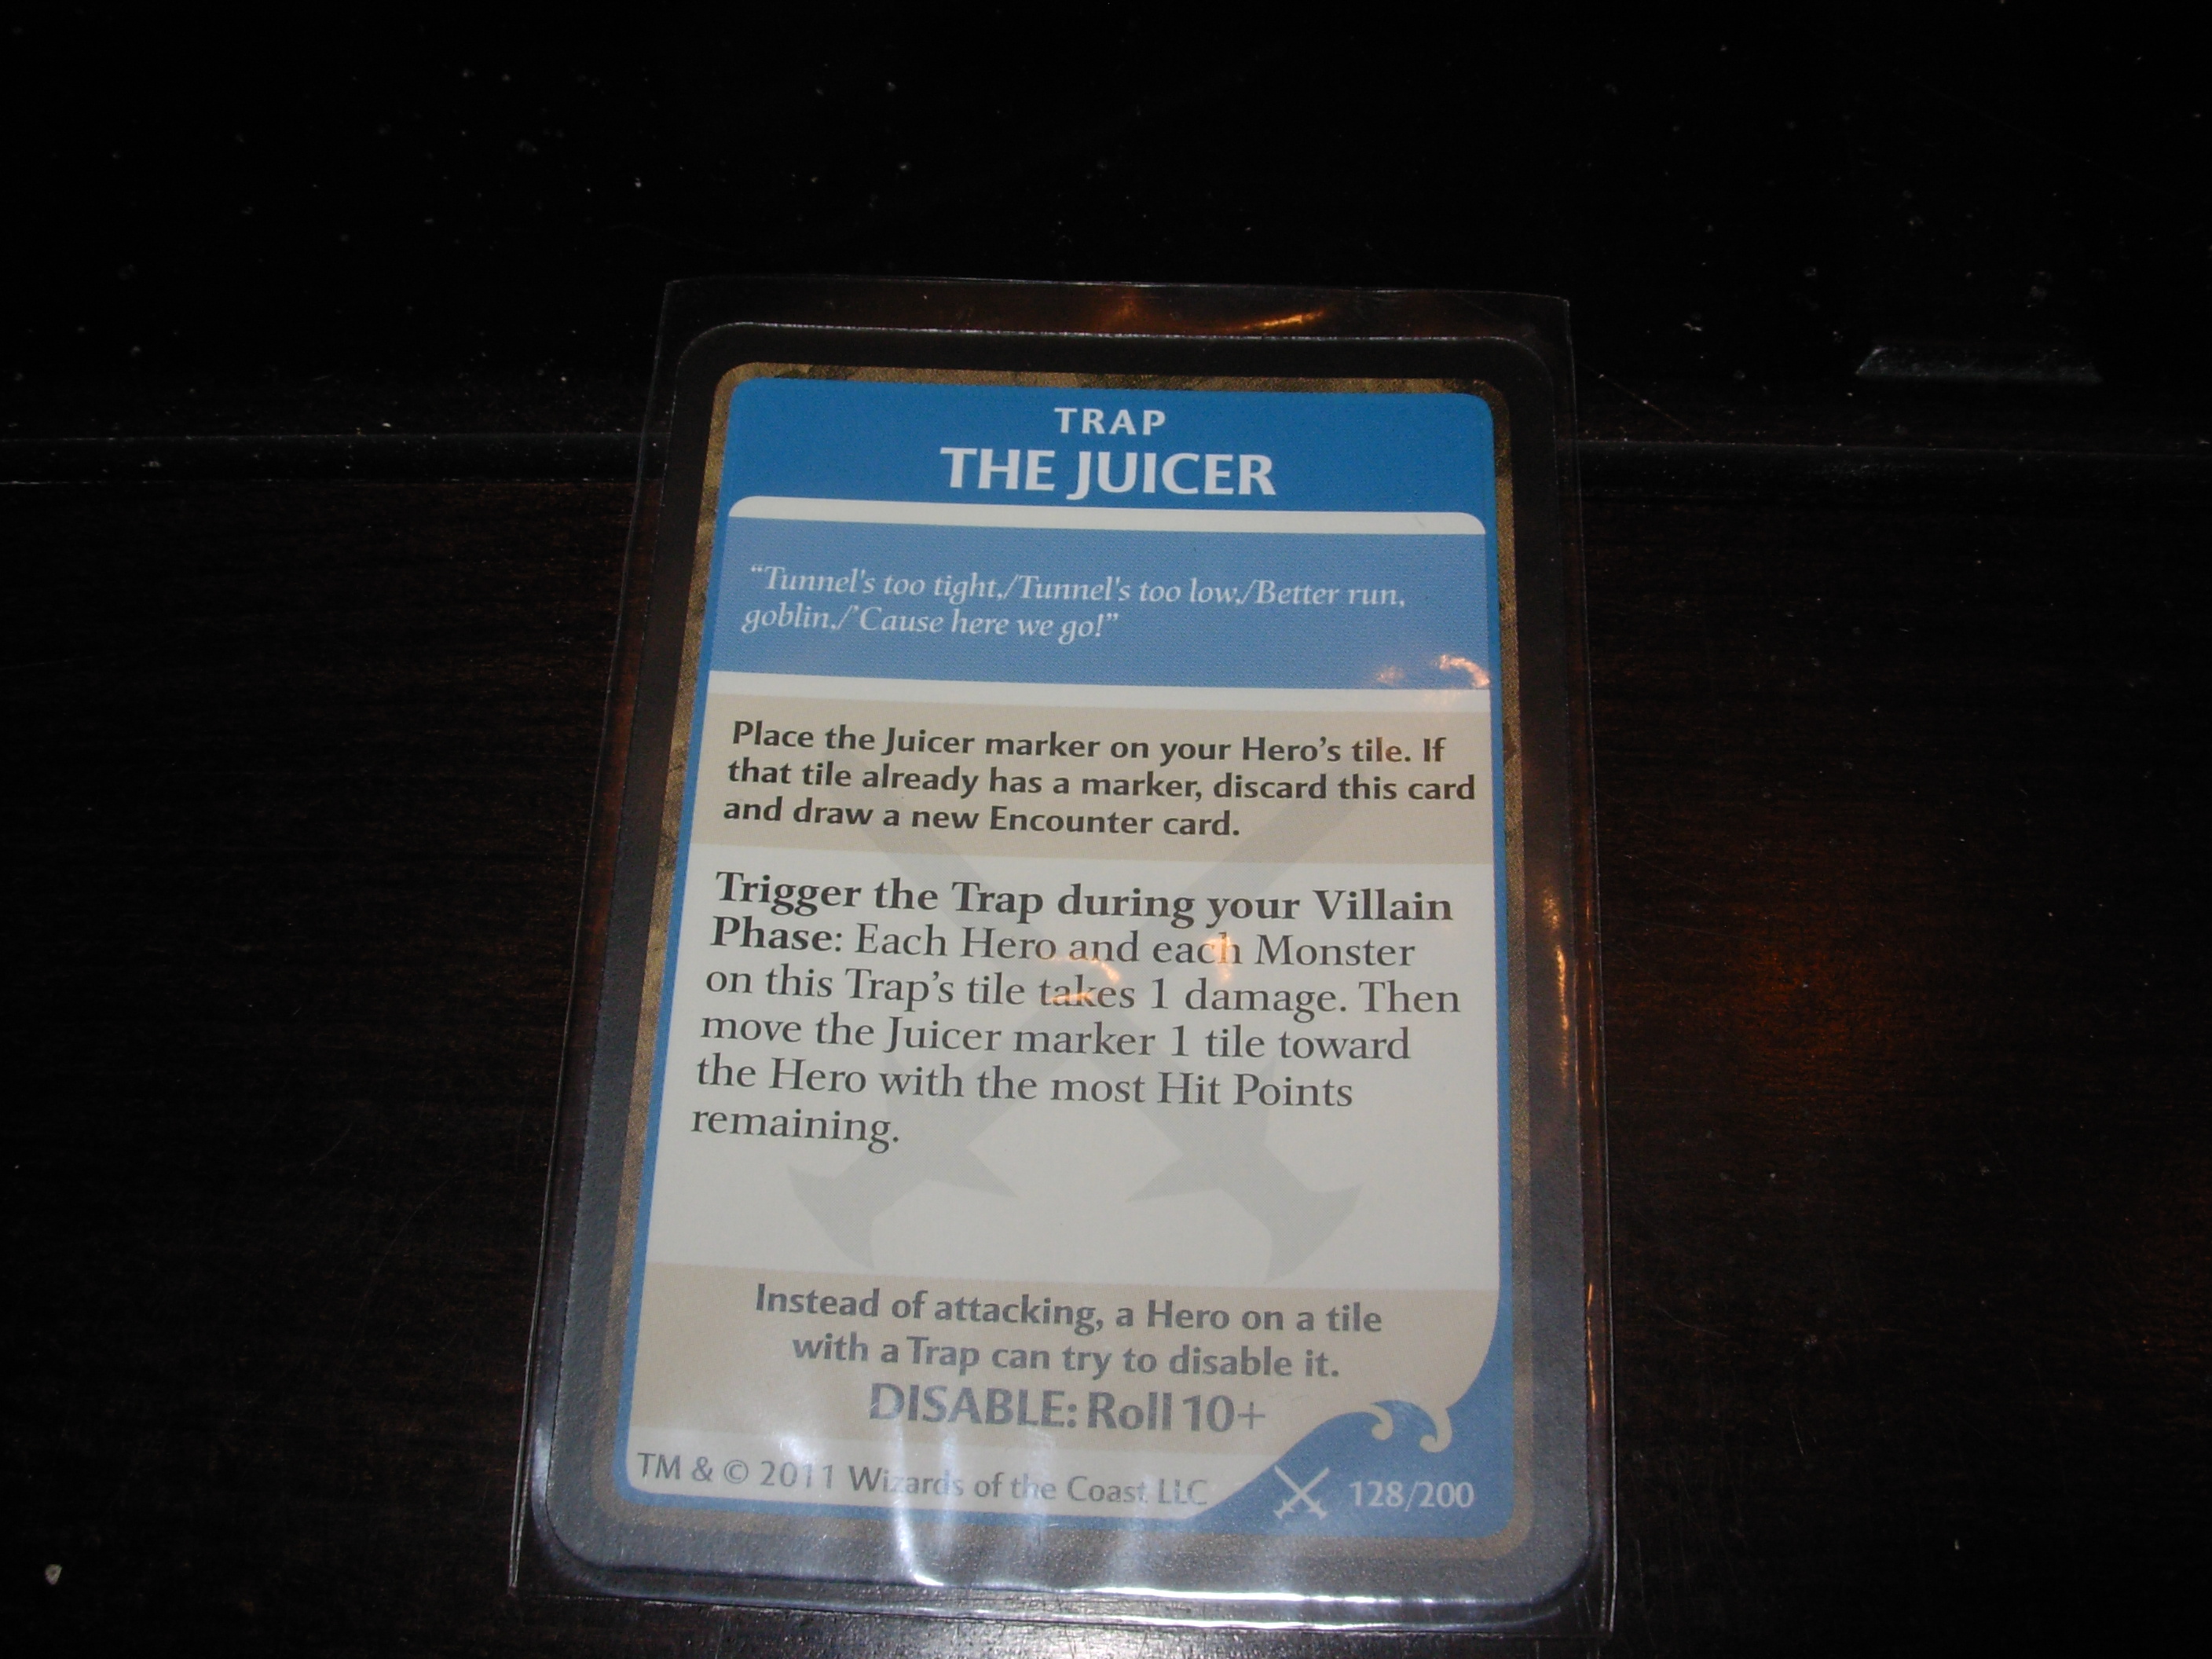 TRAP
THE JUICER
“Tunnel's too tight,/Tunnel's too low,/Better run,
goblin,/'Cause here we go!”
Place the Juicer marker on your Hero’s tile. If
that tile already has a marker, discard this card
and draw a new Encounter card.
Trigger the Trap during your Villain
Phase: Each Hero and each Monster
on this Trap’s tile takes 1 damage. Then
move the Juicer marker 1 tile toward
the Hero with the most Hit Points
remaining.
Instead of attacking, a Hero on a tile
with a Trap can try to disable it.
DISABLE: Roll 10+
TM & © 2011 Wizards of the Coast LLC
128/200